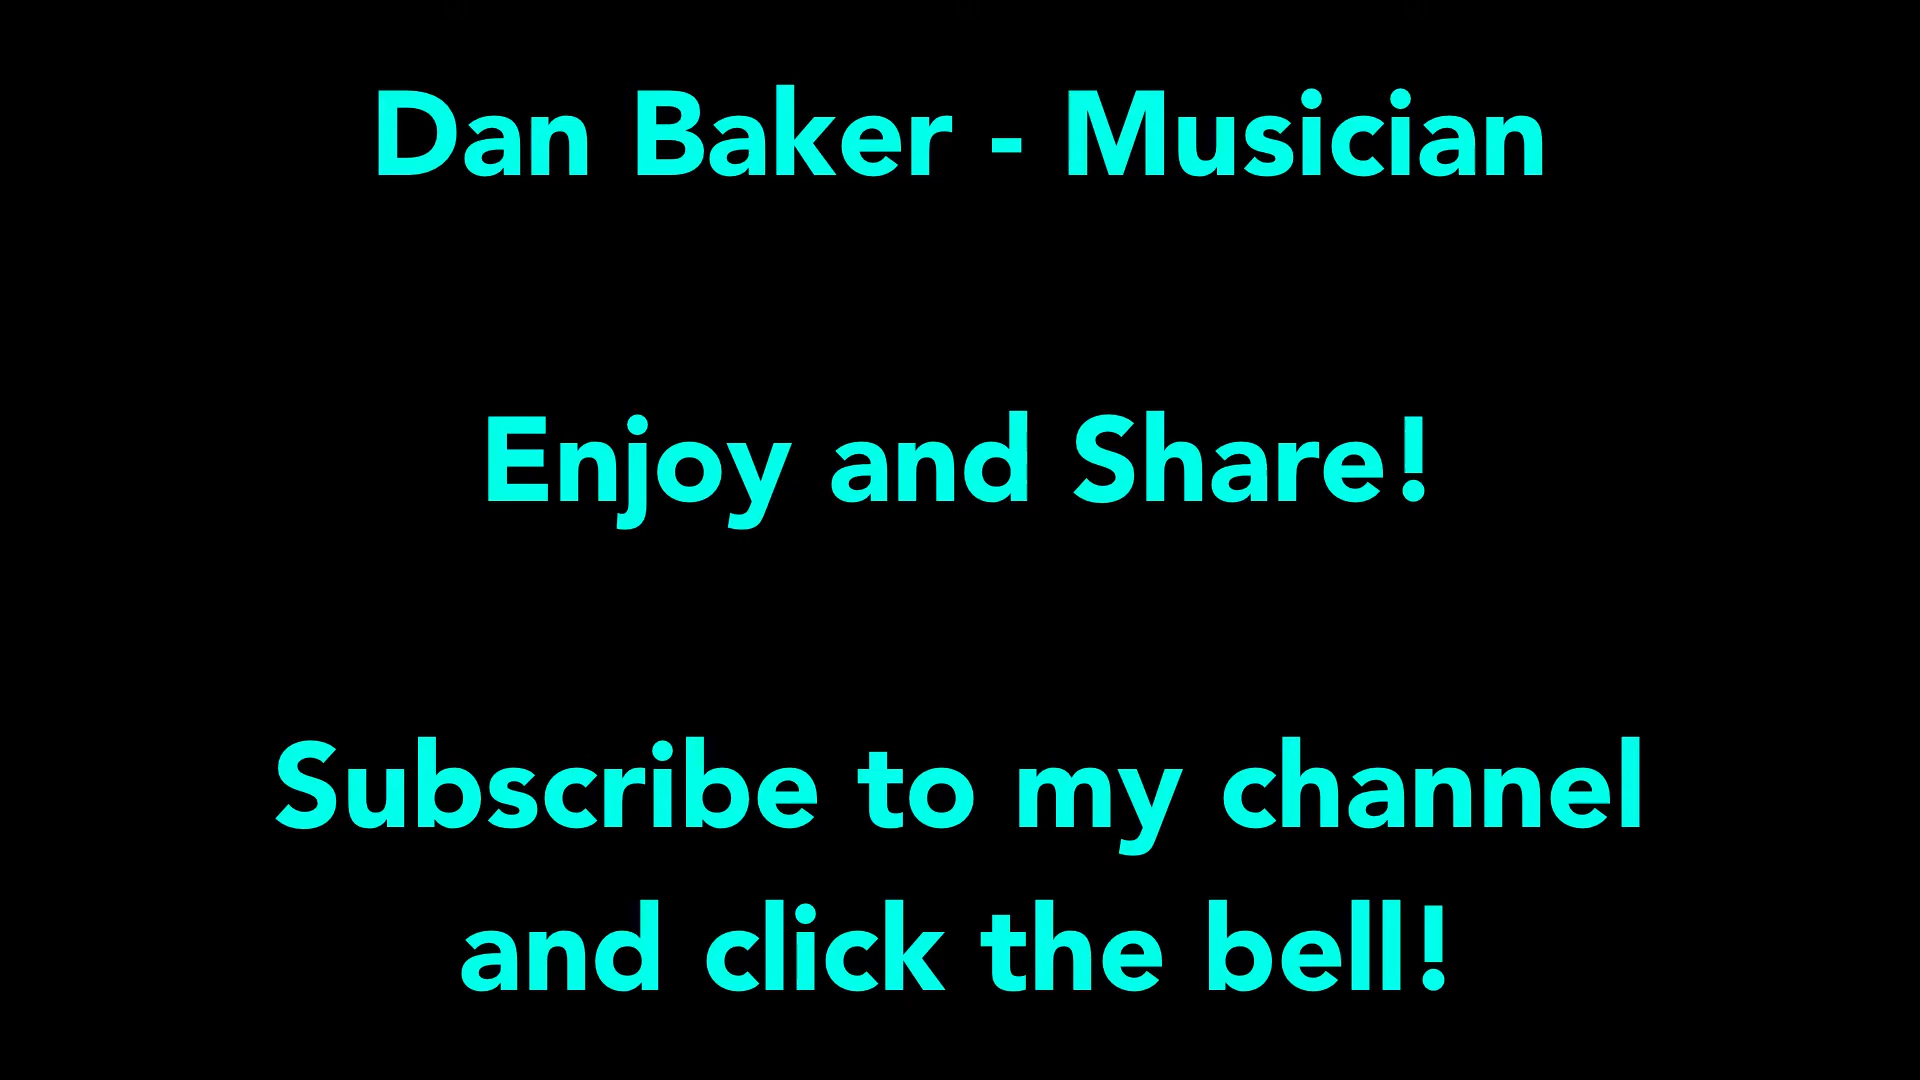 Dan Baker - Musician
Enjoy and Share!
Subscribe to my channel
and click the bell!